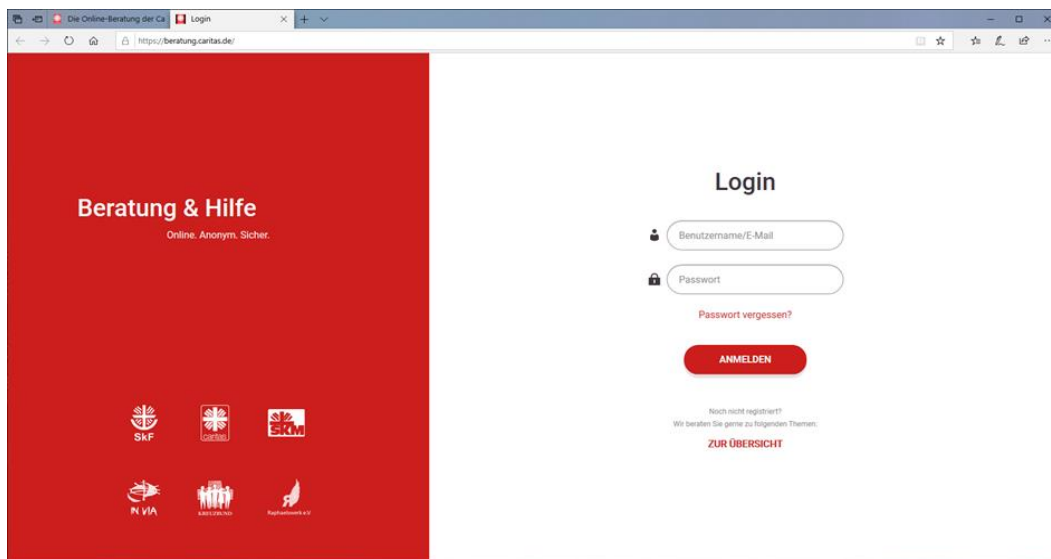 Die Online-Beratung der Ca
Login
https://beratung.caritas.de/
Beratung & Hilfe
Online. Anonym. Sicher.
SkF
caritas
SKM
IN VIA
KREUZBUND
Raphaelswerk e.V.
Login
Benutzername/E-Mail
Passwort
Passwort vergessen?
ANMELDEN
Noch nicht registriert?
Wir beraten Sie gerne zu folgenden Themen:
ZUR ÜBERSICHT